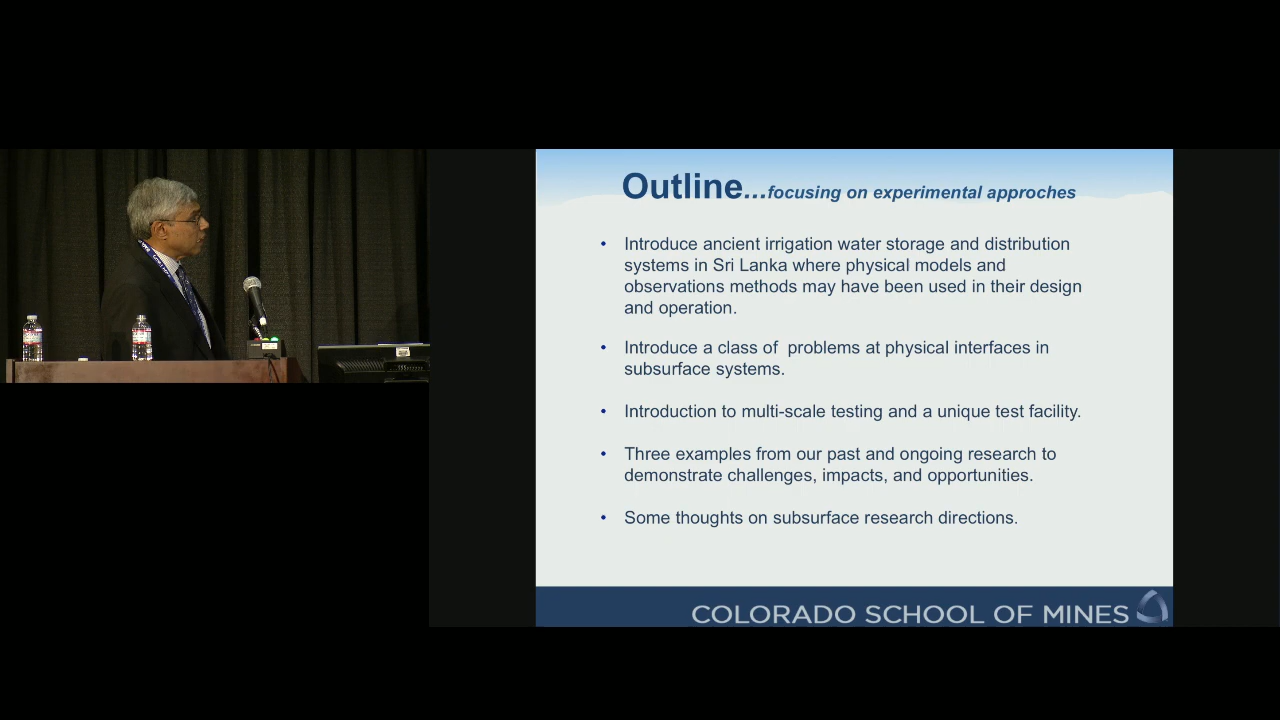 Outline...focusing on experimental approches
• Introduce ancient irrigation water storage and distribution
systems in Sri Lanka where physical models and
observations methods may have been used in their design
and operation.
• Introduce a class of  problems at physical interfaces in
subsurface systems.
• Introduction to multi-scale testing and a unique test facility.
• Three examples from our past and ongoing research to
demonstrate challenges, impacts, and opportunities.
• Some thoughts on subsurface research directions.
COLORADO SCHOOL OF MINES